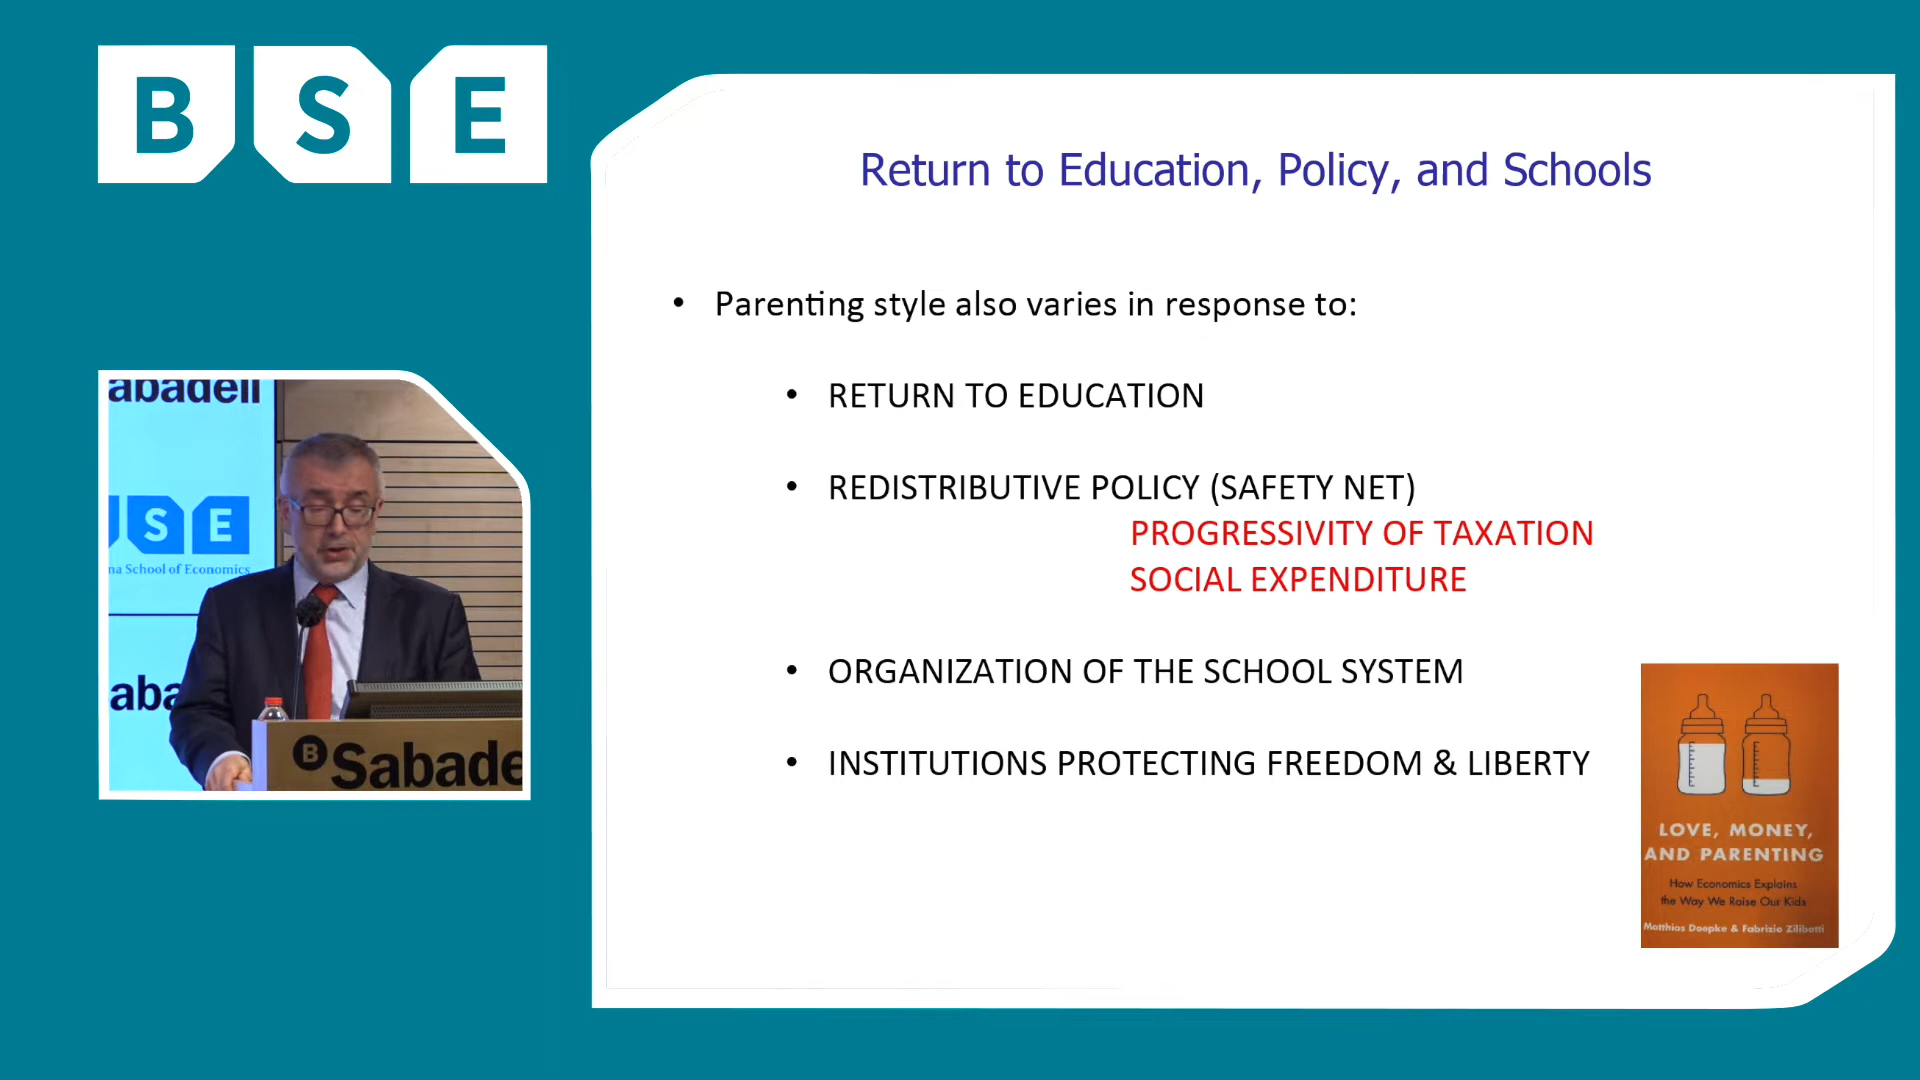 B S E
Return to Education, Policy, and Schools
• Parenting style also varies in response to:
• RETURN TO EDUCATION
• REDISTRIBUTIVE POLICY (SAFETY NET)
PROGRESSIVITY OF TAXATION
SOCIAL EXPENDITURE
• ORGANIZATION OF THE SCHOOL SYSTEM
• INSTITUTIONS PROTECTING FREEDOM & LIBERTY
LOVE, MONEY,
AND PARENTING
How Economics Explains
the Way We Raise Our Kids
Matthias Doepke & Fabrizio Zilibotti
abadell
S E
na School of Economics
aba
B Sabade